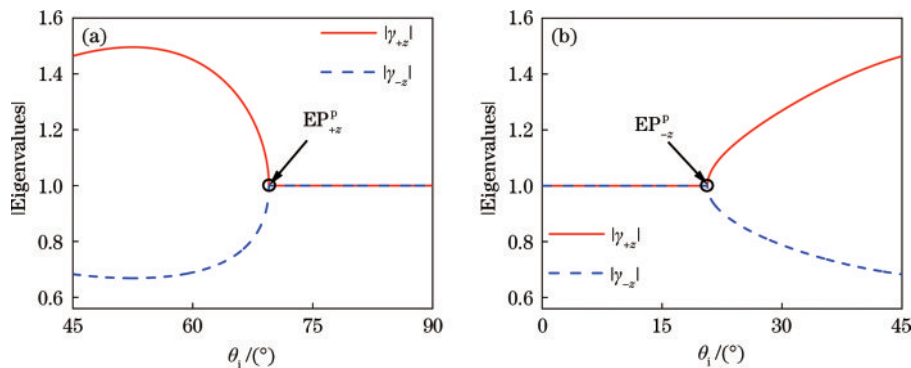 (a)
|γ+z|
|γ-z|
EP^p_+z
|Eigenvalues|
1.6
1.4
1.2
1.0
0.8
0.6
45 60 75 90
θi/(°)
(b)
EP^p_-z
|γ+z|
|γ-z|
|Eigenvalues|
1.6
1.4
1.2
1.0
0.8
0.6
0 15 30 45
θi/(°)